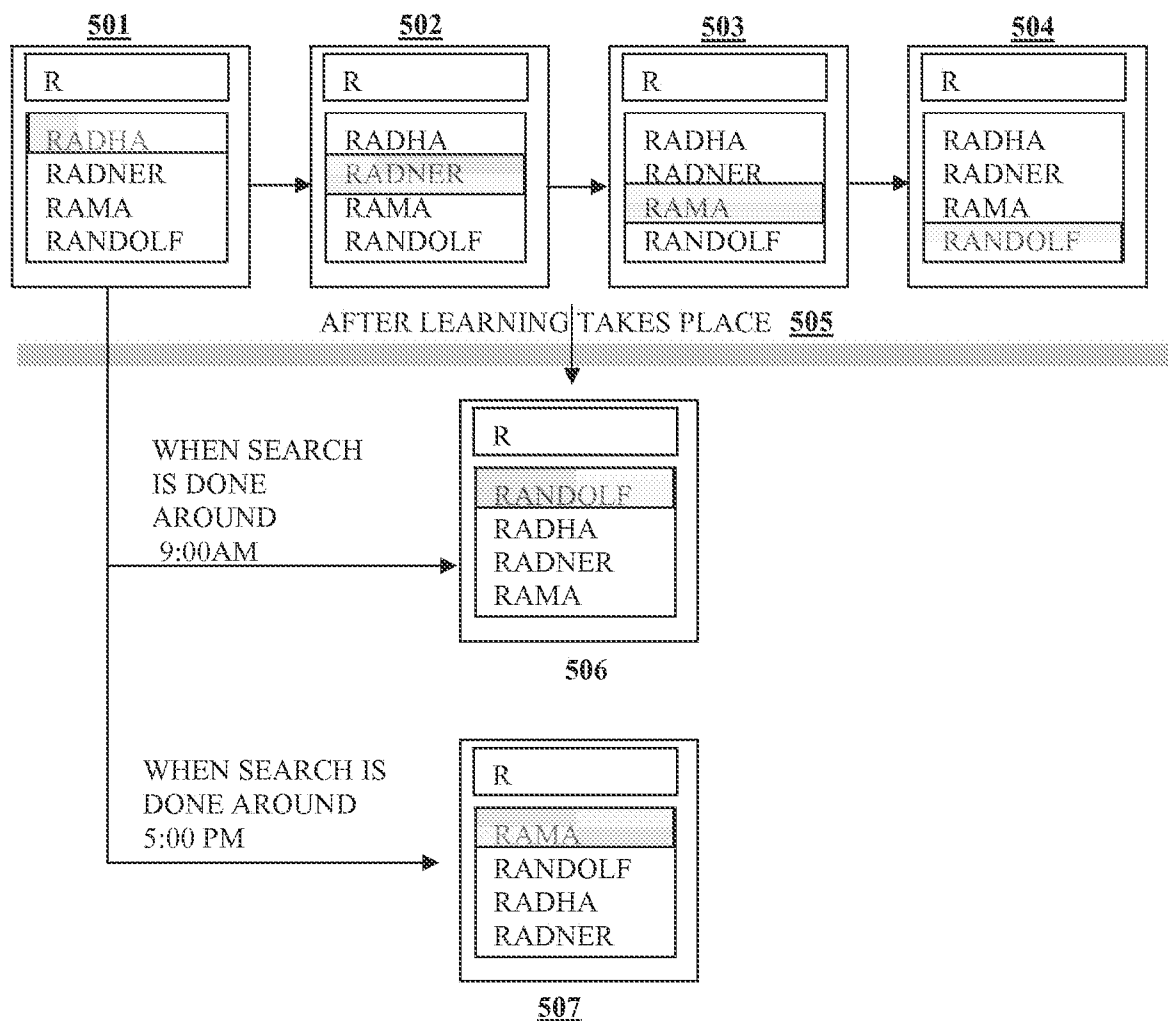 501
R
RADHA
RADNER
RAMA
RANDOLF
502
R
RADHA
RADNER
RAMA
RANDOLF
503
R
RADHA
RADNER
RAMA
RANDOLF
504
R
RADHA
RADNER
RAMA
RANDOLF
AFTER LEARNING TAKES PLACE 505
WHEN SEARCH
IS DONE
AROUND
9:00AM
R
RANDOLF
RADHA
RADNER
RAMA
506
WHEN SEARCH IS
DONE AROUND
5:00 PM
R
RAMA
RANDOLF
RADHA
RADNER
507